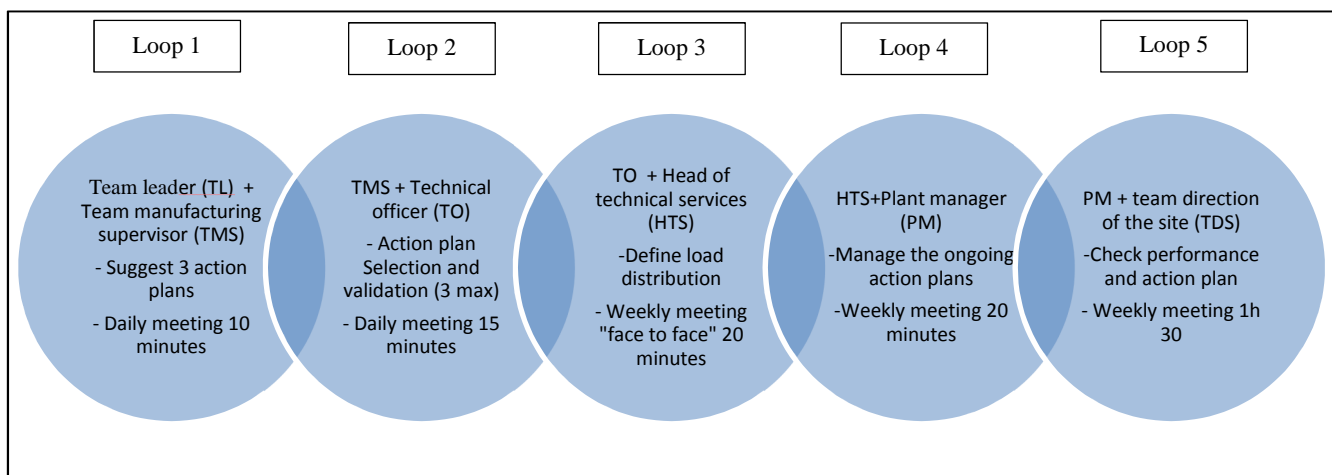 Loop 1
Loop 2
Loop 3
Loop 4
Loop 5
Team leader (TL) +
Team manufacturing
supervisor (TMS)
- Suggest 3 action
plans
- Daily meeting 10
minutes
TMS + Technical
officer (TO)
- Action plan
Selection and
validation (3 max)
- Daily meeting 15
minutes
TO + Head of
technical services
(HTS)
-Define load
distribution
- Weekly meeting
"face to face" 20
minutes
HTS+Plant manager
(PM)
-Manage the ongoing
action plans
-Weekly meeting 20
minutes
PM + team direction
of the site (TDS)
-Check performance
and action plan
- Weekly meeting 1h
30